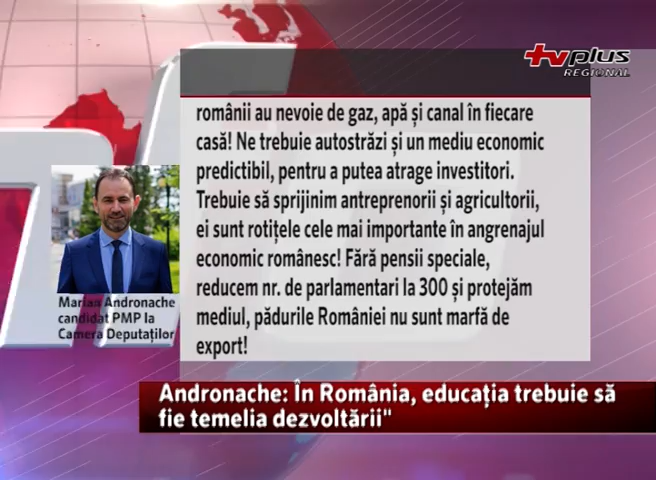 tvplus
REGIONAL
românii au nevoie de gaz, apă și canal în fiecare
casă! Ne trebuie autostrăzi și un mediu economic
predictibil, pentru a putea atrage investitori.
Trebuie să sprijinim antreprenorii și agricultorii,
ei sunt rotițele cele mai importante în angrenajul
economic românesc! Fără pensii speciale,
reducem nr. de parlamentari la 300 și protejăm
mediul, pădurile României nu sunt marfă de
export!
Marian Andronache
candidat PMP la
Camera Deputaților
Andronache: În România, educația trebuie să
fie temelia dezvoltării"